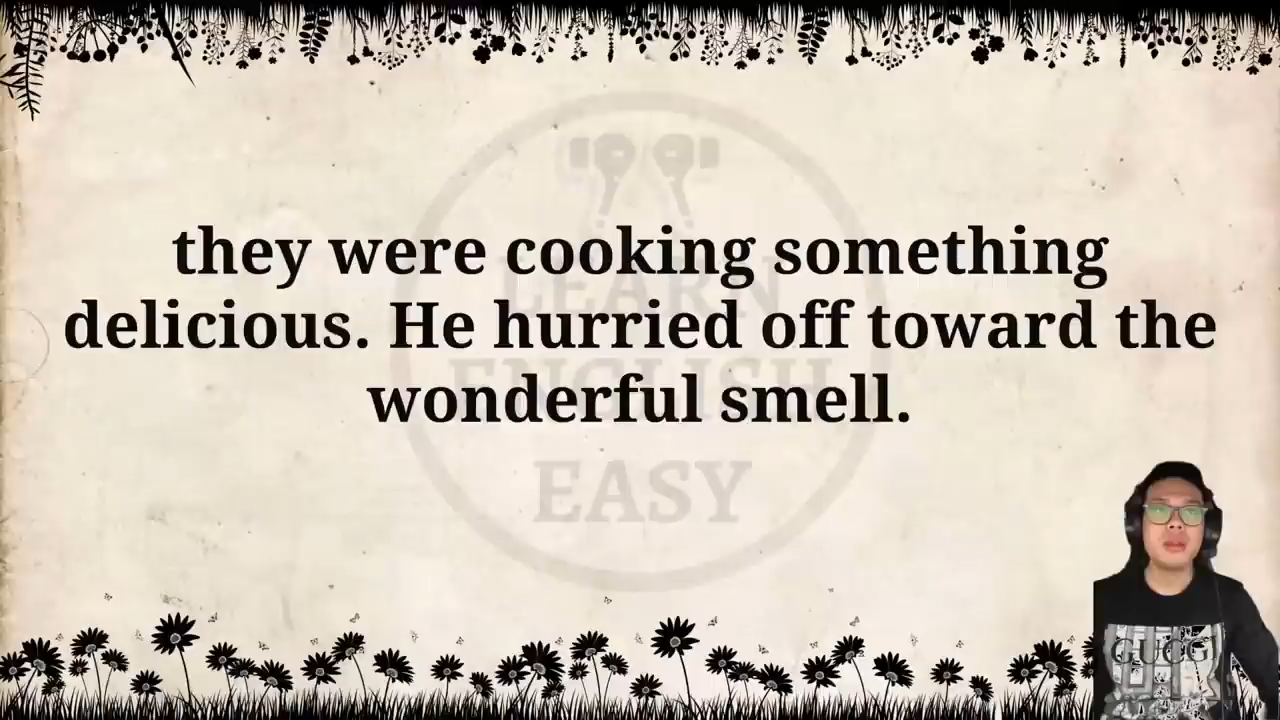 they were cooking something
delicious. He hurried off toward the
wonderful smell.
LEARN
ENGLISH
EASY
GUCCI